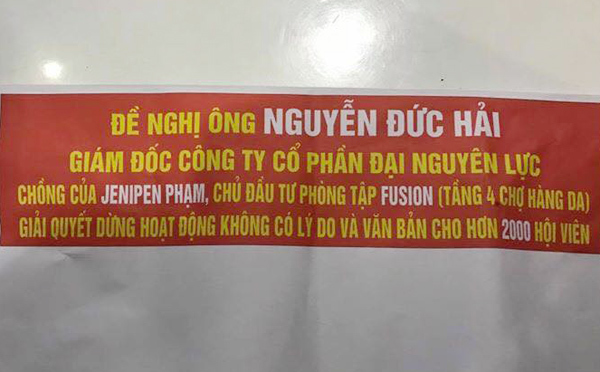 ĐỀ NGHỊ ÔNG NGUYỄN ĐỨC HẢI
GIÁM ĐỐC CÔNG TY CỔ PHẦN ĐẠI NGUYÊN LỰC
CHỒNG CỦA JENIPEN PHẠM, CHỦ ĐẦU TƯ PHÒNG TẬP FUSION (TẦNG 4 CHỢ HÀNG DA)
GIẢI QUYẾT DỪNG HOẠT ĐỘNG KHÔNG CÓ LÝ DO VÀ VĂN BẢN CHO HƠN 2000 HỘI VIÊN